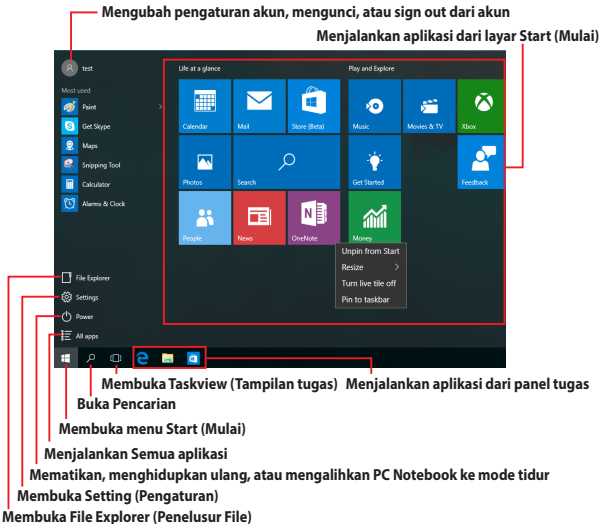 Mengubah pengaturan akun, mengunci, atau sign out dari akun
Menjalankan aplikasi dari layar Start (Mulai)
test
Life at a glance
Play and Explore
Most used
Paint
Get Skype
Maps
Snipping Tool
Calculator
Alarms & Clock
Calendar
Mail
Store (Beta)
Music
Movies & TV
Xbox
Photos
Search
Get Started
Feedback
People
News
OneNote
Money
Unpin from Start
Resize
Turn live tile off
Pin to taskbar
File Explorer
Settings
Power
All apps
Membuka Taskview (Tampilan tugas)
Menjalankan aplikasi dari panel tugas
Buka Pencarian
Membuka menu Start (Mulai)
Menjalankan Semua aplikasi
Mematikan, menghidupkan ulang, atau mengalihkan PC Notebook ke mode tidur
Membuka Setting (Pengaturan)
Membuka File Explorer (Penelusur File)